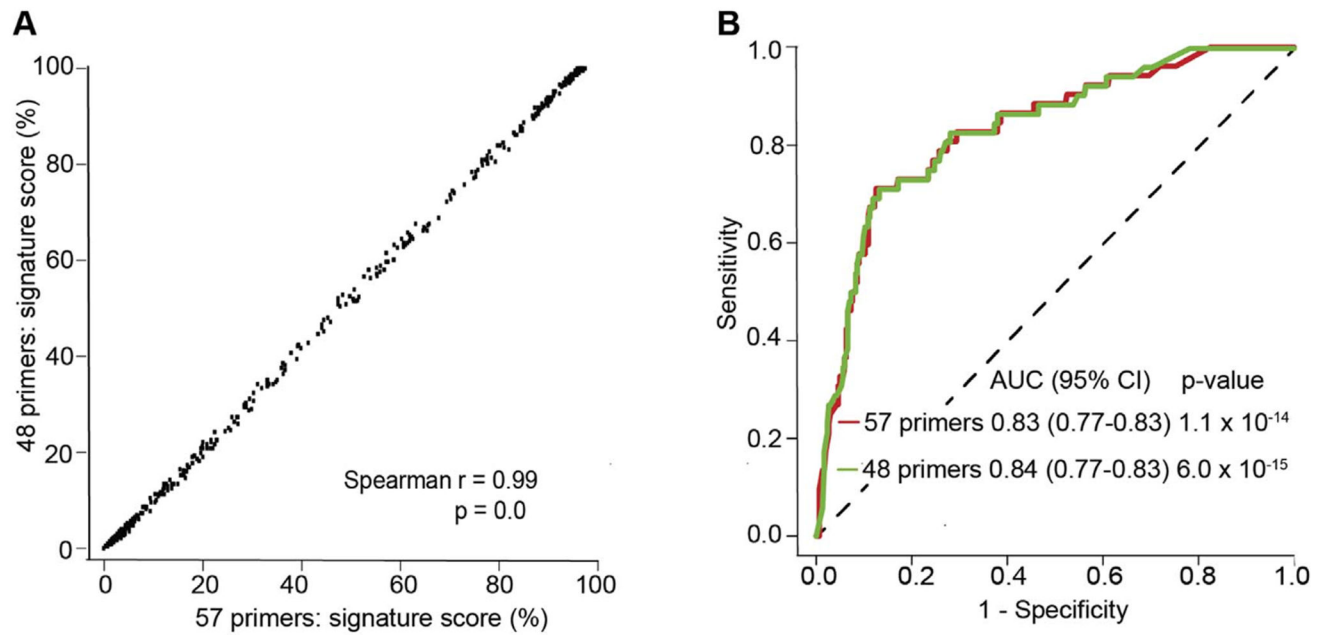 A
48 primers: signature score (%)
100
80
60
40
20
0
Spearman r = 0.99
p = 0.0
0 20 40 60 80 100
57 primers: signature score (%)
B
Sensitivity
1.0
0.8
0.6
0.4
0.2
0.0
AUC (95% CI) p-value
57 primers 0.83 (0.77-0.83) 1.1 x 10⁻¹⁴
48 primers 0.84 (0.77-0.83) 6.0 x 10⁻¹⁵
0.0 0.2 0.4 0.6 0.8 1.0
1 - Specificity